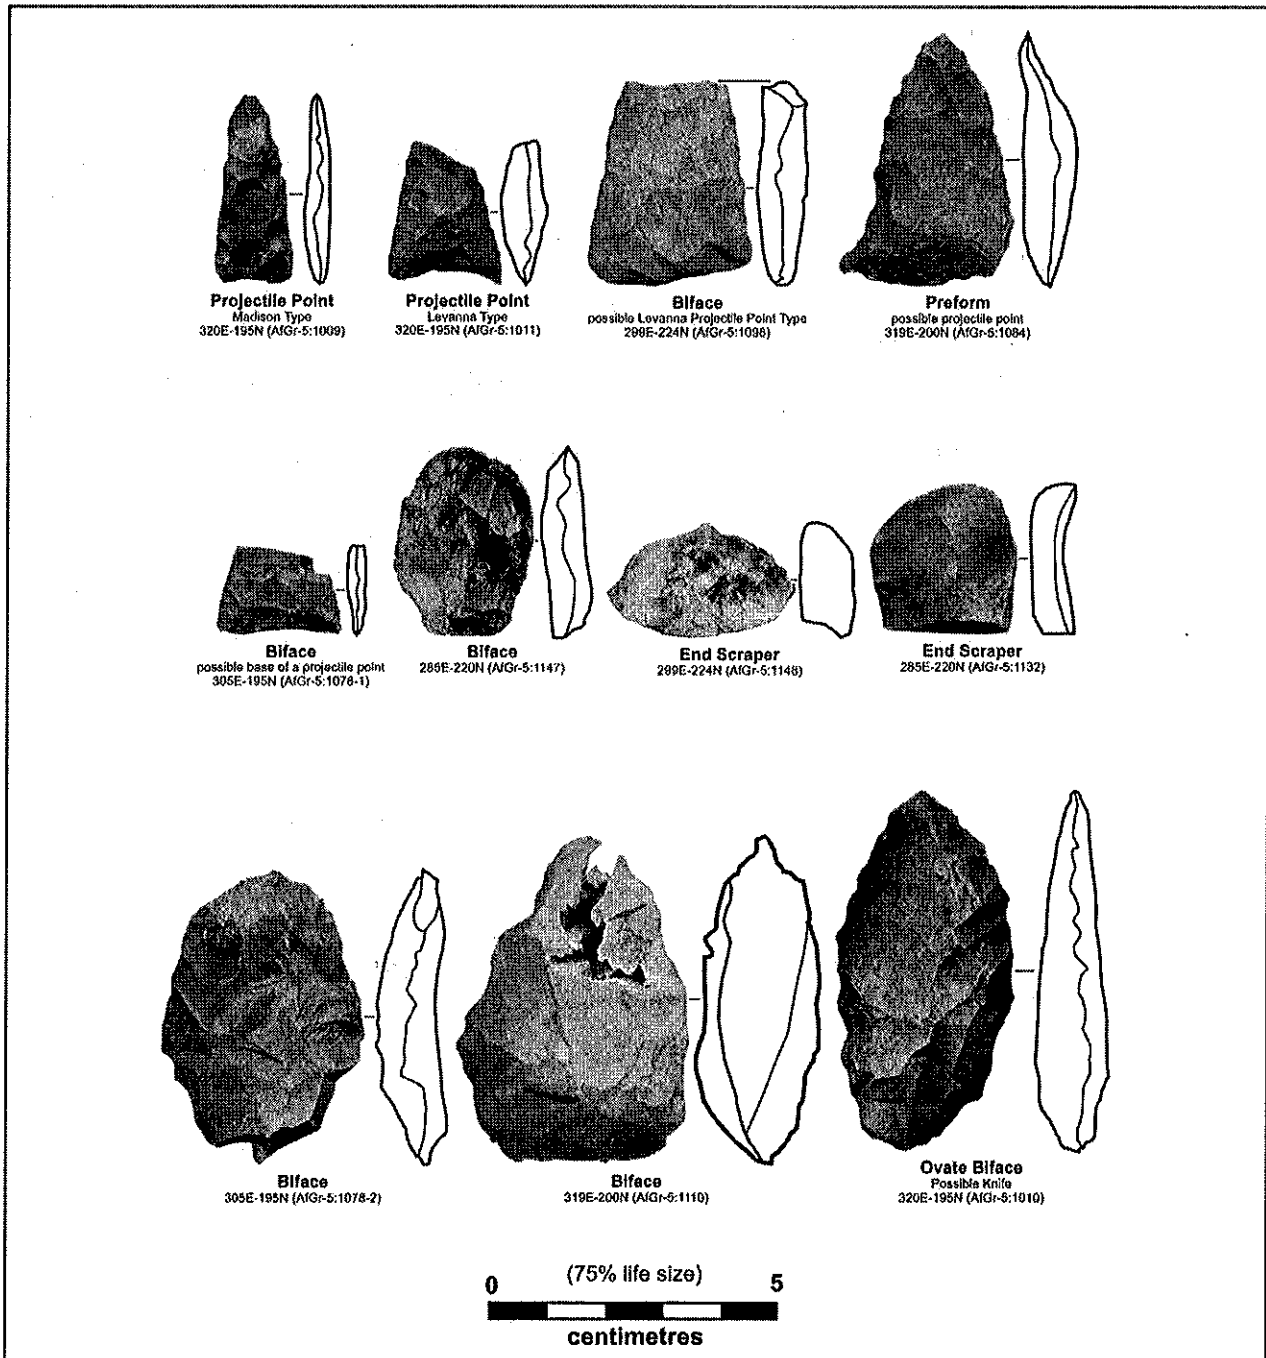 Projectile Point
Madison Type
320E-195N (AfGr-5:1009)
Projectile Point
Levanna Type
320E-195N (AfGr-5:1011)
Biface
possible Levanna Projectile Point Type
299E-224N (AfGr-5:1098)
Preform
possible projectile point
319E-200N (AfGr-5:1084)
Biface
possible base of a projectile point
305E-195N (AfGr-5:1078-1)
Biface
285E-220N (AfGr-5:1147)
End Scraper
299E-224N (AfGr-5:1148)
End Scraper
285E-220N (AfGr-5:1132)
Biface
305E-195N (AfGr-5:1078-2)
Biface
319E-200N (AfGr-5:1110)
Ovate Biface
Possible Knife
320E-195N (AfGr-5:1010)
0 (75% life size) 5
centimetres